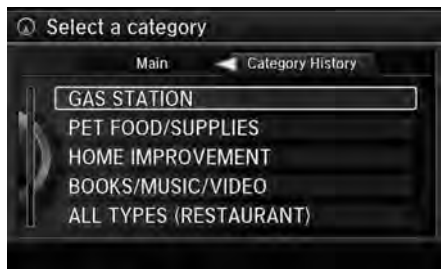 Select a category
Main Category History
GAS STATION
PET FOOD/SUPPLIES
HOME IMPROVEMENT
BOOKS/MUSIC/VIDEO
ALL TYPES (RESTAURANT)